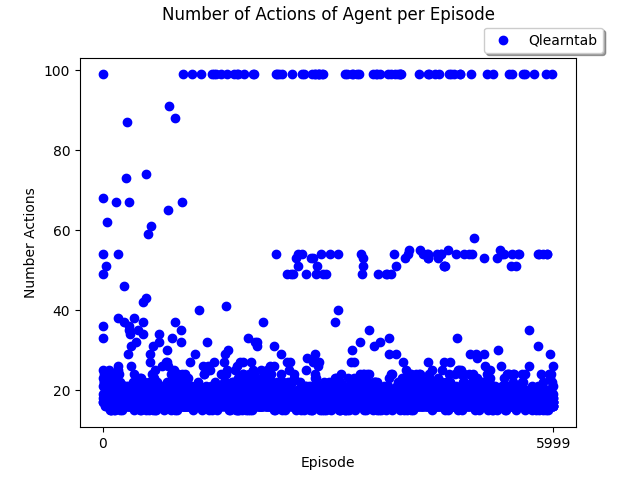 Number of Actions of Agent per Episode
Qlearntab
100
80
60
40
20
Number Actions
0
5999
Episode